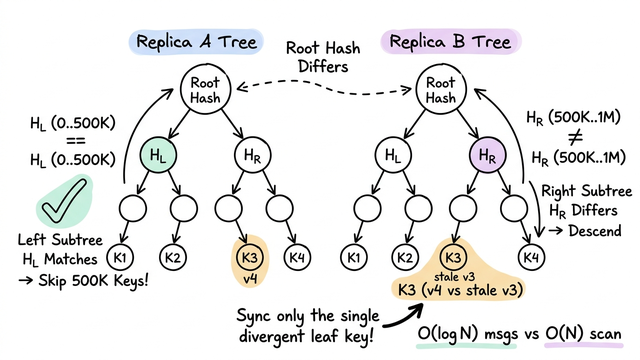 Replica A Tree
Root Hash
Differs
Replica B Tree
Root
Hash
Root
Hash
H_L (0..500K)
==
H_L (0..500K)
Left Subtree
H_L Matches
→ Skip 500K Keys!
H_L
H_R
K1
K2
K3
v4
K4
H_L
H_R
K1
K2
K3
stale v3
K4
K3 (v4 vs stale v3)
H_R (500K..1M)
≠
H_R (500K..1M)
Right Subtree
H_R Differs
→ Descend
Sync only the single
divergent leaf key!
O(log N) msgs vs O(N) scan